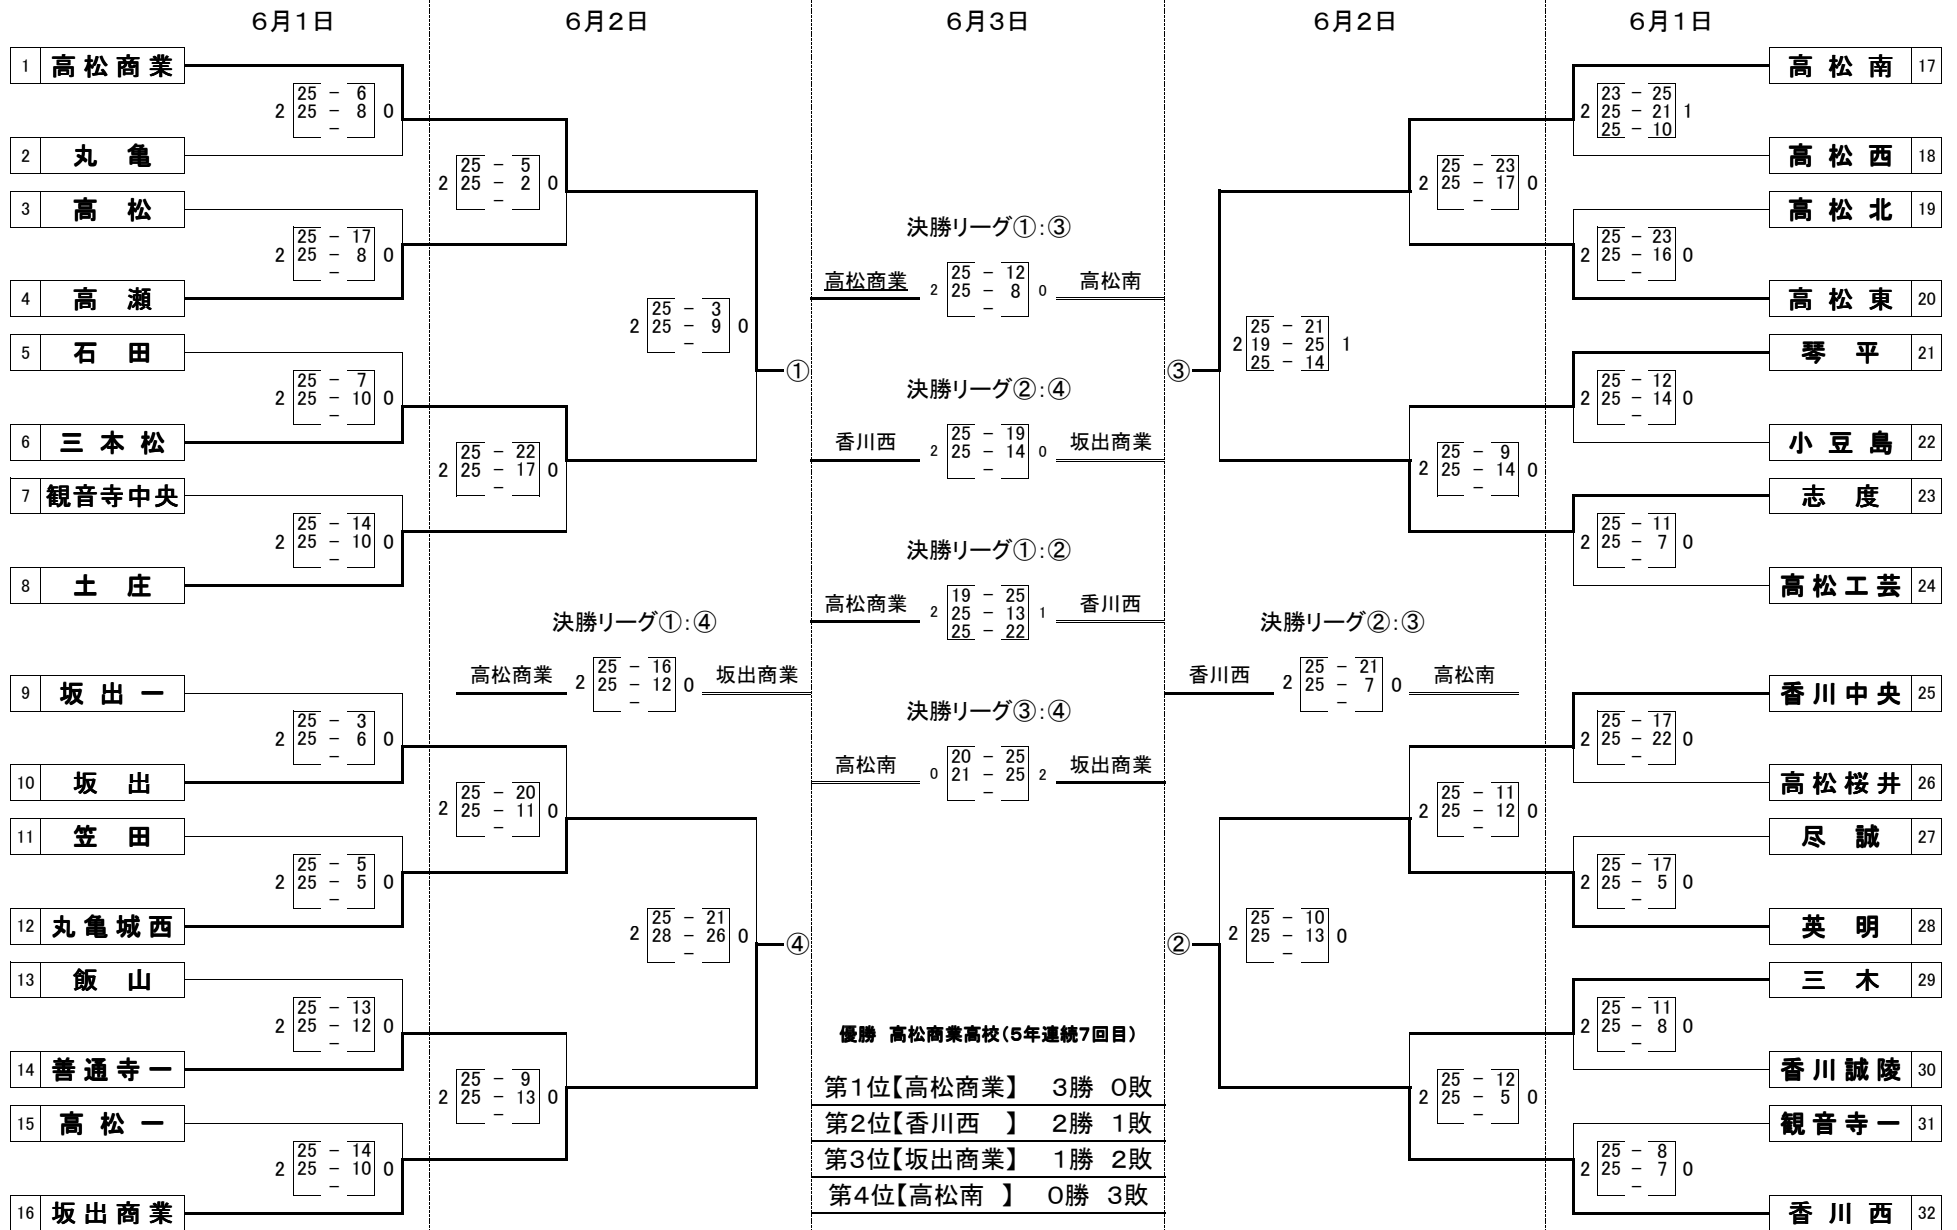 6月1日 6月2日 6月3日 6月2日 6月1日
1 高松商業
25 - 6
2 25 - 8 0
-
2 丸亀
3 高松
25 - 17
2 25 - 8 0
-
4 高瀬
5 石田
25 - 7
2 25 - 10 0
-
6 三本松
7 観音寺中央
25 - 14
2 25 - 10 0
-
8 土庄
9 坂出一
25 - 3
2 25 - 6 0
-
10 坂出
11 笠田
25 - 5
2 25 - 5 0
-
12 丸亀城西
13 飯山
25 - 13
2 25 - 12 0
-
14 善通寺一
15 高松一
25 - 14
2 25 - 10 0
-
16 坂出商業
25 - 5
2 25 - 2 0
-
25 - 22
2 25 - 17 0
-
25 - 3
2 25 - 9 0
-
①
決勝リーグ①:④
高松商業 坂出商業
25 - 16
2 25 - 12 0
-
25 - 20
2 25 - 11 0
-
25 - 9
2 25 - 13 0
-
25 - 21
2 28 - 26 0
-
④
決勝リーグ①:③
高松商業 高松南
25 - 12
2 25 - 8 0
-
決勝リーグ②:④
香川西 坂出商業
25 - 19
2 25 - 14 0
-
決勝リーグ①:②
高松商業 香川西
19 - 25
2 25 - 13 1
25 - 22
決勝リーグ③:④
高松南 坂出商業
20 - 25
0 21 - 25 2
-
優勝 高松商業高校(5年連続7回目)
第1位【高松商業】 3勝 0敗
第2位【香川西 】 2勝 1敗
第3位【坂出商業】 1勝 2敗
第4位【高松南 】 0勝 3敗
25 - 23
2 25 - 17 0
-
25 - 21
2 19 - 25 1
25 - 14
③
25 - 9
2 25 - 14 0
-
決勝リーグ②:③
香川西 高松南
25 - 21
2 25 - 7 0
-
25 - 11
2 25 - 12 0
-
25 - 10
2 25 - 13 0
-
②
25 - 12
2 25 - 5 0
-
高松南 17
23 - 25
2 25 - 21 1
25 - 10
高松西 18
高松北 19
25 - 23
2 25 - 16 0
-
高松東 20
琴平 21
25 - 12
2 25 - 14 0
-
小豆島 22
志度 23
25 - 11
2 25 - 7 0
-
高松工芸 24
香川中央 25
25 - 17
2 25 - 22 0
-
高松桜井 26
尽誠 27
25 - 17
2 25 - 5 0
-
英明 28
三木 29
25 - 11
2 25 - 8 0
-
香川誠陵 30
観音寺一 31
25 - 8
2 25 - 7 0
-
香川西 32